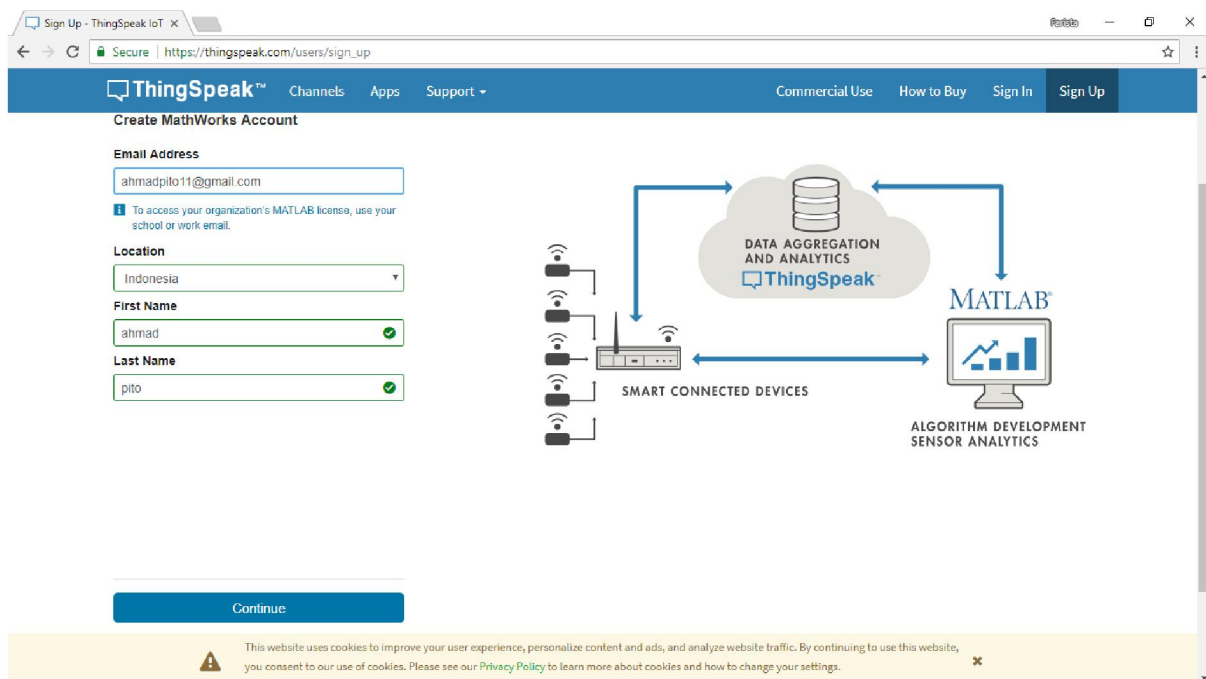 Sign Up - ThingSpeak IoT
Secure | https://thingspeak.com/users/sign_up
ThingSpeak™ Channels Apps Support Commercial Use How to Buy Sign In Sign Up
Create MathWorks Account
Email Address
ahmadpito11@gmail.com
To access your organization's MATLAB license, use your
school or work email.
Location
Indonesia
First Name
ahmad
Last Name
pito
Continue
DATA AGGREGATION
AND ANALYTICS
ThingSpeak
MATLAB®
SMART CONNECTED DEVICES
ALGORITHM DEVELOPMENT
SENSOR ANALYTICS
This website uses cookies to improve your user experience, personalize content and ads, and analyze website traffic. By continuing to use this website,
you consent to our use of cookies. Please see our Privacy Policy to learn more about cookies and how to change your settings.